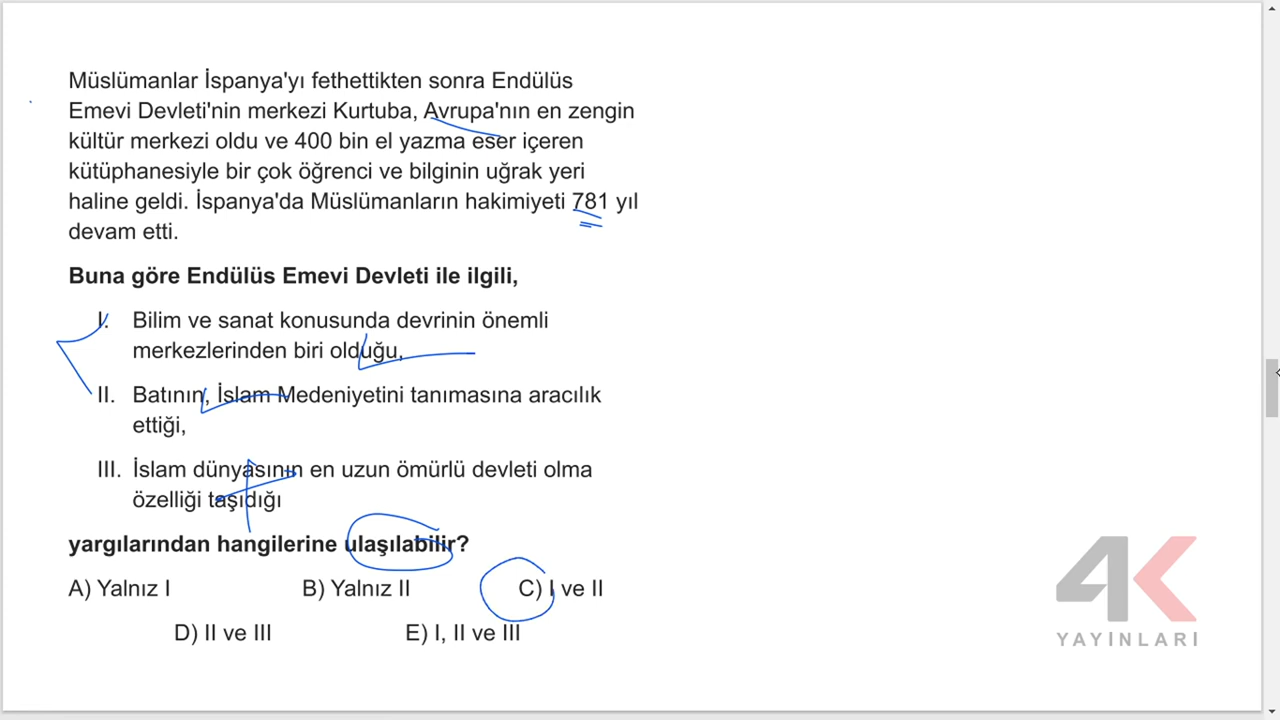 Müslümanlar İspanya'yı fethettikten sonra Endülüs
Emevi Devleti'nin merkezi Kurtuba, Avrupa'nın en zengin
kültür merkezi oldu ve 400 bin el yazma eser içeren
kütüphanesiyle bir çok öğrenci ve bilginin uğrak yeri
haline geldi. İspanya'da Müslümanların hakimiyeti 781 yıl
devam etti.
Buna göre Endülüs Emevi Devleti ile ilgili,
I. Bilim ve sanat konusunda devrinin önemli
merkezlerinden biri olduğu,
II. Batının, İslam Medeniyetini tanımasına aracılık
ettiği,
III. İslam dünyasının en uzun ömürlü devleti olma
özelliği taşıdığı
yargılarından hangilerine ulaşılabilir?
A) Yalnız I B) Yalnız II C) I ve II
D) II ve III E) I, II ve III
4K
YAYINLARI